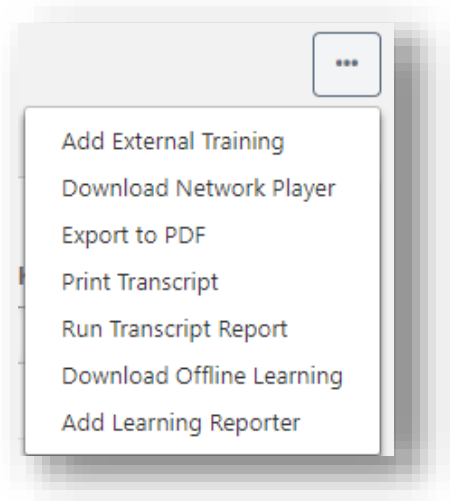 Add External Training
Download Network Player
Export to PDF
Print Transcript
Run Transcript Report
Download Offline Learning
Add Learning Reporter